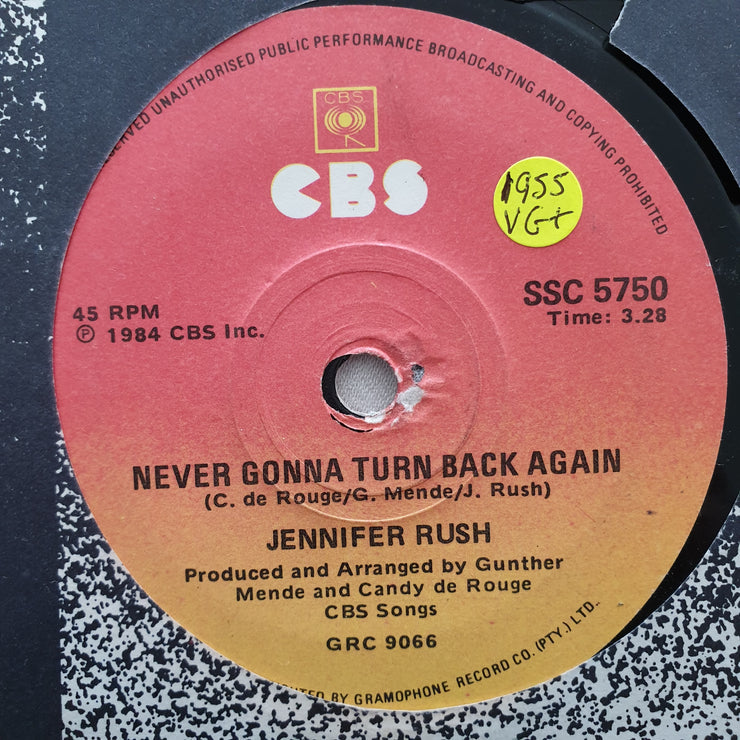 RESERVED UNAUTHORISED PUBLIC PERFORMANCE BROADCASTING AND COPYING PROHIBITED
CBS
CBS
1955
VG+
45 RPM
℗ 1984 CBS Inc.
SSC 5750
Time: 3.28
NEVER GONNA TURN BACK AGAIN
(C. de Rouge/G. Mende/J. Rush)
JENNIFER RUSH
Produced and Arranged by Gunther
Mende and Candy de Rouge
CBS Songs
GRC 9066
BY GRAMOPHONE RECORD CO. (PTY.) LTD.